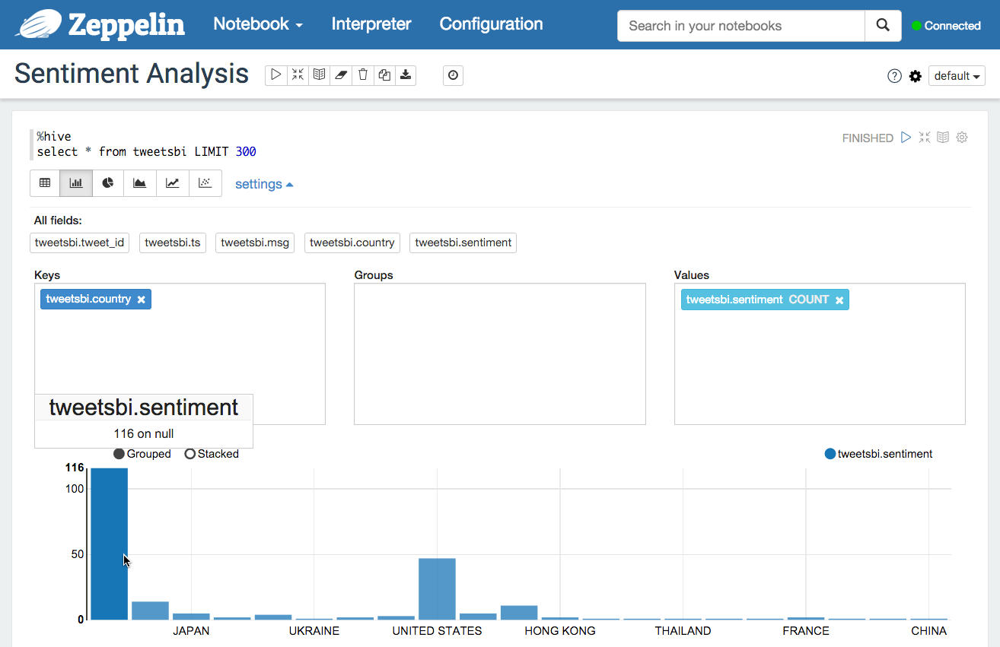 Zeppelin Notebook Interpreter Configuration Search in your notebooks Connected
Sentiment Analysis ? default
%hive
select * from tweetsbi LIMIT 300
FINISHED
settings
All fields:
tweetsbi.tweet_id tweetsbi.ts tweetsbi.msg tweetsbi.country tweetsbi.sentiment
Keys Groups Values
tweetsbi.country × tweetsbi.sentiment COUNT ×
tweetsbi.sentiment
116 on null
Grouped Stacked tweetsbi.sentiment
116
100
50
0
JAPAN UKRAINE UNITED STATES HONG KONG THAILAND FRANCE CHINA